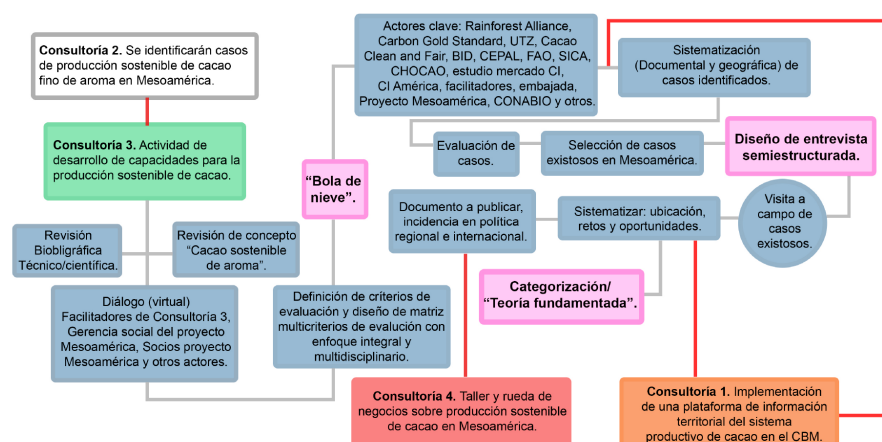 Consultoría 2. Se identificarán casos
de producción sostenible de cacao
fino de aroma en Mesoamérica.
Consultoría 3. Actividad de
desarrollo de capacidades para la
producción sostenible de cacao.
Revisión
Biobligráfica
Técnico/científica.
Revisión de concepto
“Cacao sostenible
de aroma”.
Diálogo (virtual)
Facilitadores de Consultoría 3,
Gerencia social del proyecto
Mesoamérica, Socios proyecto
Mesoamérica y otros actores.
Definición de criterios de
evaluación y diseño de matriz
multicriterios de evalución con
enfoque integral y
multidisciplinario.
“Bola de
nieve”.
Actores clave: Rainforest Alliance,
Carbon Gold Standard, UTZ, Cacao
Clean and Fair, BID, CEPAL, FAO, SICA,
CHOCAO, estudio mercado CI,
CI América, facilitadores, embajada,
Proyecto Mesoamérica, CONABIO y otros.
Sistematización
(Documental y geográfica) de
casos identificados.
Evaluación de
casos.
Selección de casos
existosos en Mesoamérica.
Diseño de entrevista
semiestructurada.
Visita a
campo de
casos
existosos.
Sistematizar: ubicación,
retos y oportunidades.
Documento a publicar,
incidencia en política
regional e internacional.
Categorización/
“Teoría fundamentada”.
Consultoría 4. Taller y rueda de
negocios sobre producción sostenible
de cacao en Mesoamérica.
Consultoría 1. Implementación
de una plataforma de información
territorial del sistema
productivo de cacao en el CBM.